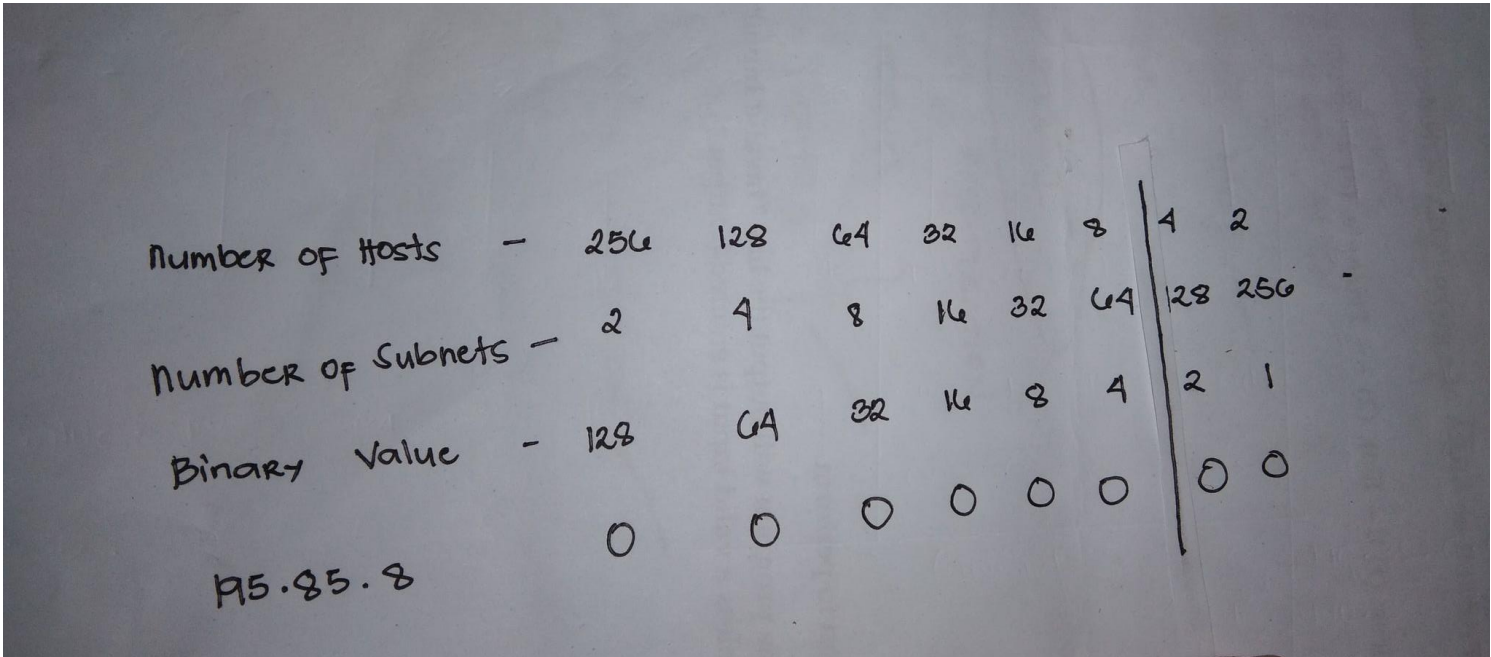 Number of Hosts - 256 128 64 32 16 8 4 2
Number of Subnets - 2 4 8 16 32 64 128 256
Binary Value - 128 64 32 16 8 4 2 1
195.85.8 0 0 0 0 0 0 0 0